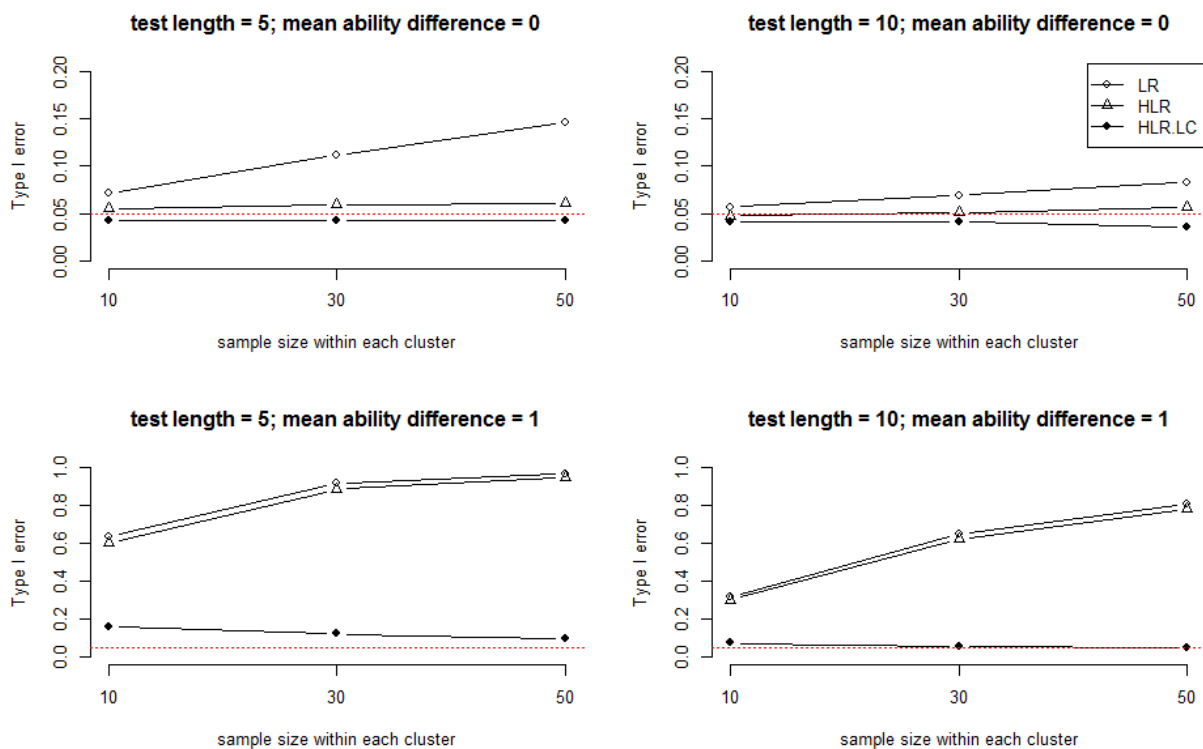 test length = 5; mean ability difference = 0
Type I error
0.00 0.05 0.10 0.15 0.20
10 30 50
sample size within each cluster
test length = 10; mean ability difference = 0
Type I error
0.00 0.05 0.10 0.15 0.20
LR
HLR
HLR.LC
10 30 50
sample size within each cluster
test length = 5; mean ability difference = 1
Type I error
0.0 0.2 0.4 0.6 0.8 1.0
10 30 50
sample size within each cluster
test length = 10; mean ability difference = 1
Type I error
0.0 0.2 0.4 0.6 0.8 1.0
10 30 50
sample size within each cluster